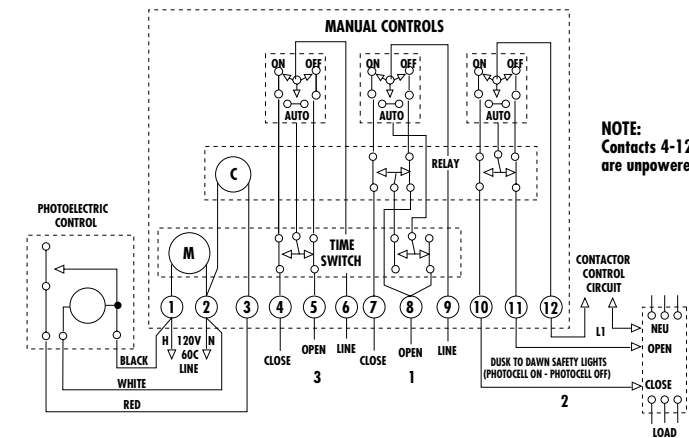 MANUAL CONTROLS
ON OFF ON OFF ON OFF
AUTO AUTO AUTO
NOTE:
Contacts 4-12
are unpowere
RELAY
C
PHOTOELECTRIC
CONTROL
M
TIME
SWITCH
CONTACTOR
CONTROL
CIRCUIT
1 2 3 4 5 6 7 8 9 10 11 12
H 120V N
60C
LINE
L1
NEU
OPEN
CLOSE
LOAD
BLACK
WHITE
RED
CLOSE OPEN LINE CLOSE OPEN LINE
3 1
DUSK TO DAWN SAFETY LIGHTS
(PHOTOCELL ON - PHOTOCELL OFF)
2